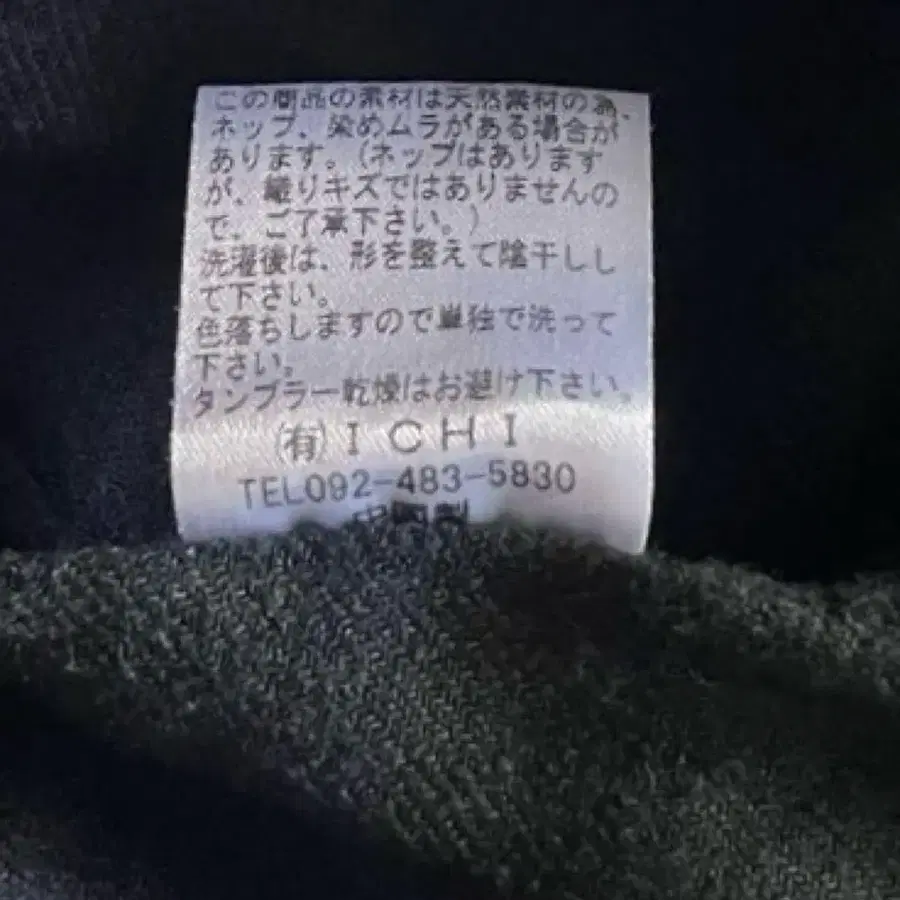 この商品の素材は天然素材の為、
ネップ、染めムラがある場合が
あります。(ネップはあります
が、織りキズではありませんの
で、ご了承下さい。)
洗濯後は、形を整えて陰干しし
て下さい。
色落ちしますので単独で洗って
下さい。
タンブラー乾燥はお避け下さい。
(有)ICHI
TEL092-483-5830
中国製